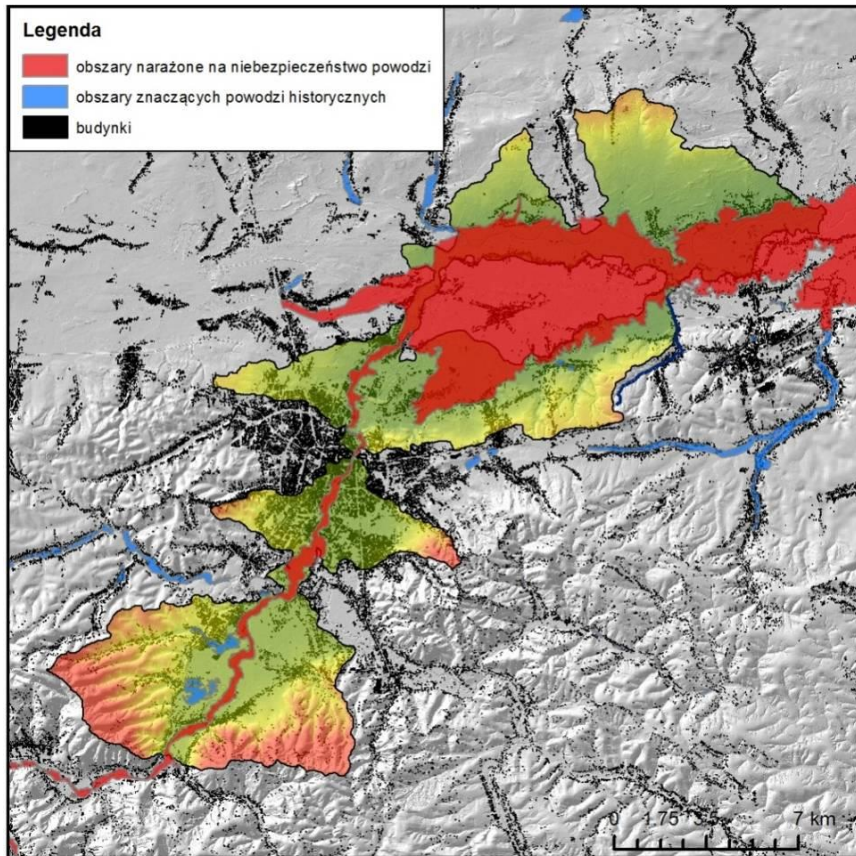 Legenda
obszary narażone na niebezpieczeństwo powodzi
obszary znaczących powodzi historycznych
budynki
0 1.75 3.5 7 km